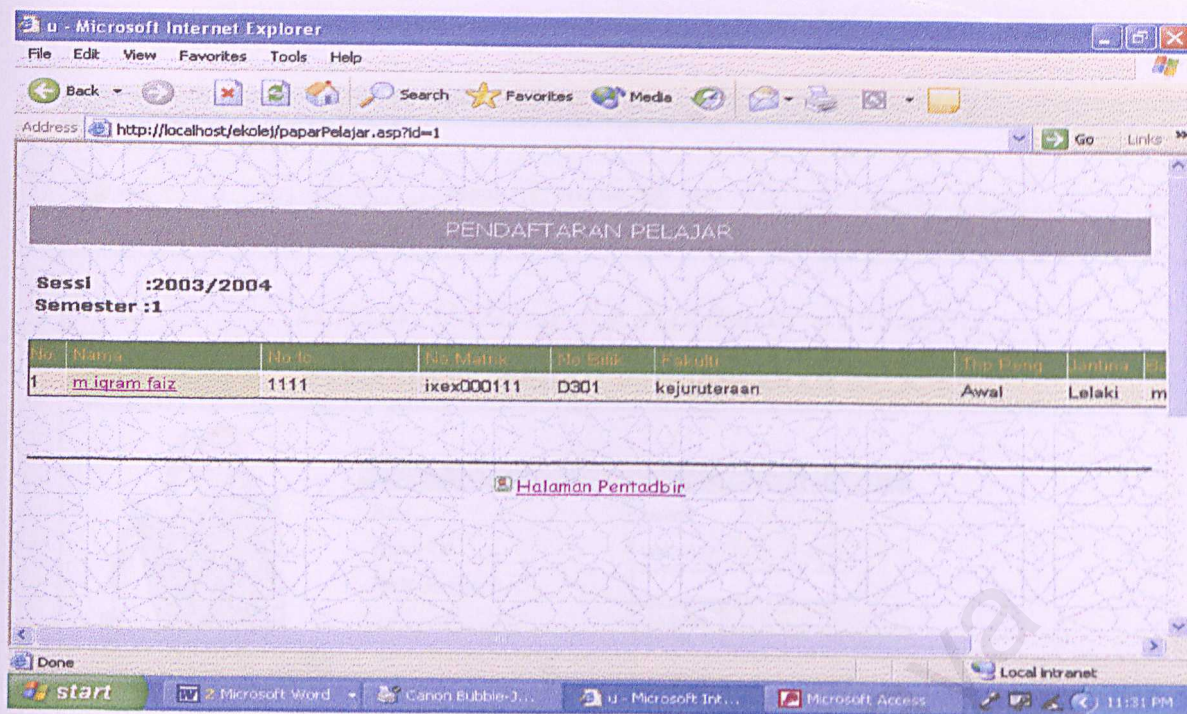 u - Microsoft Internet Explorer
File Edit View Favorites Tools Help
Back Search Favorites Media
Address http://localhost/ekolej/paparPelajar.asp?id=1 Go Links »
PENDAFTARAN PELAJAR
Sessi :2003/2004
Semester :1
No. Nama No Ic No Matrik No Bilik Fakulti Thp Peng Jantina
1 m iqram faiz 1111 ixex000111 D301 kejuruteraan Awal Lelaki m
Halaman Pentadbir
Done Local intranet
start 2 Microsoft Word Canon Bubble-J... u - Microsoft Int... Microsoft Access 11:31 PM